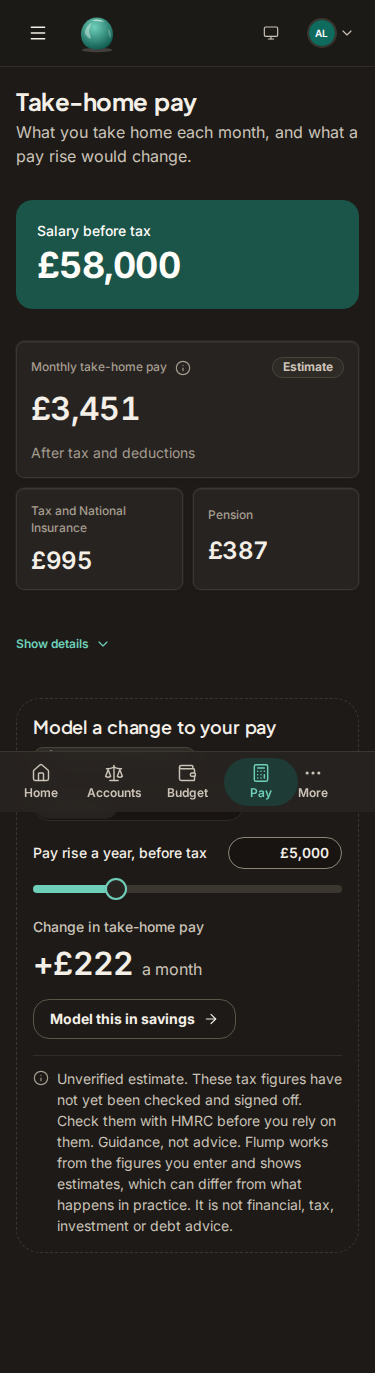 AL
Take-home pay
What you take home each month, and what a
pay rise would change.
Salary before tax
£58,000
Monthly take-home pay
Estimate
£3,451
After tax and deductions
Tax and National
Insurance
£995
Pension
£387
Show details
Model a change to your pay
Home
Accounts
Budget
Pay
More
Pay rise a year, before tax
£5,000
Change in take-home pay
+£222 a month
Model this in savings
Unverified estimate. These tax figures have
not yet been checked and signed off.
Check them with HMRC before you rely on
them. Guidance, not advice. Flump works
from the figures you enter and shows
estimates, which can differ from what
happens in practice. It is not financial, tax,
investment or debt advice.